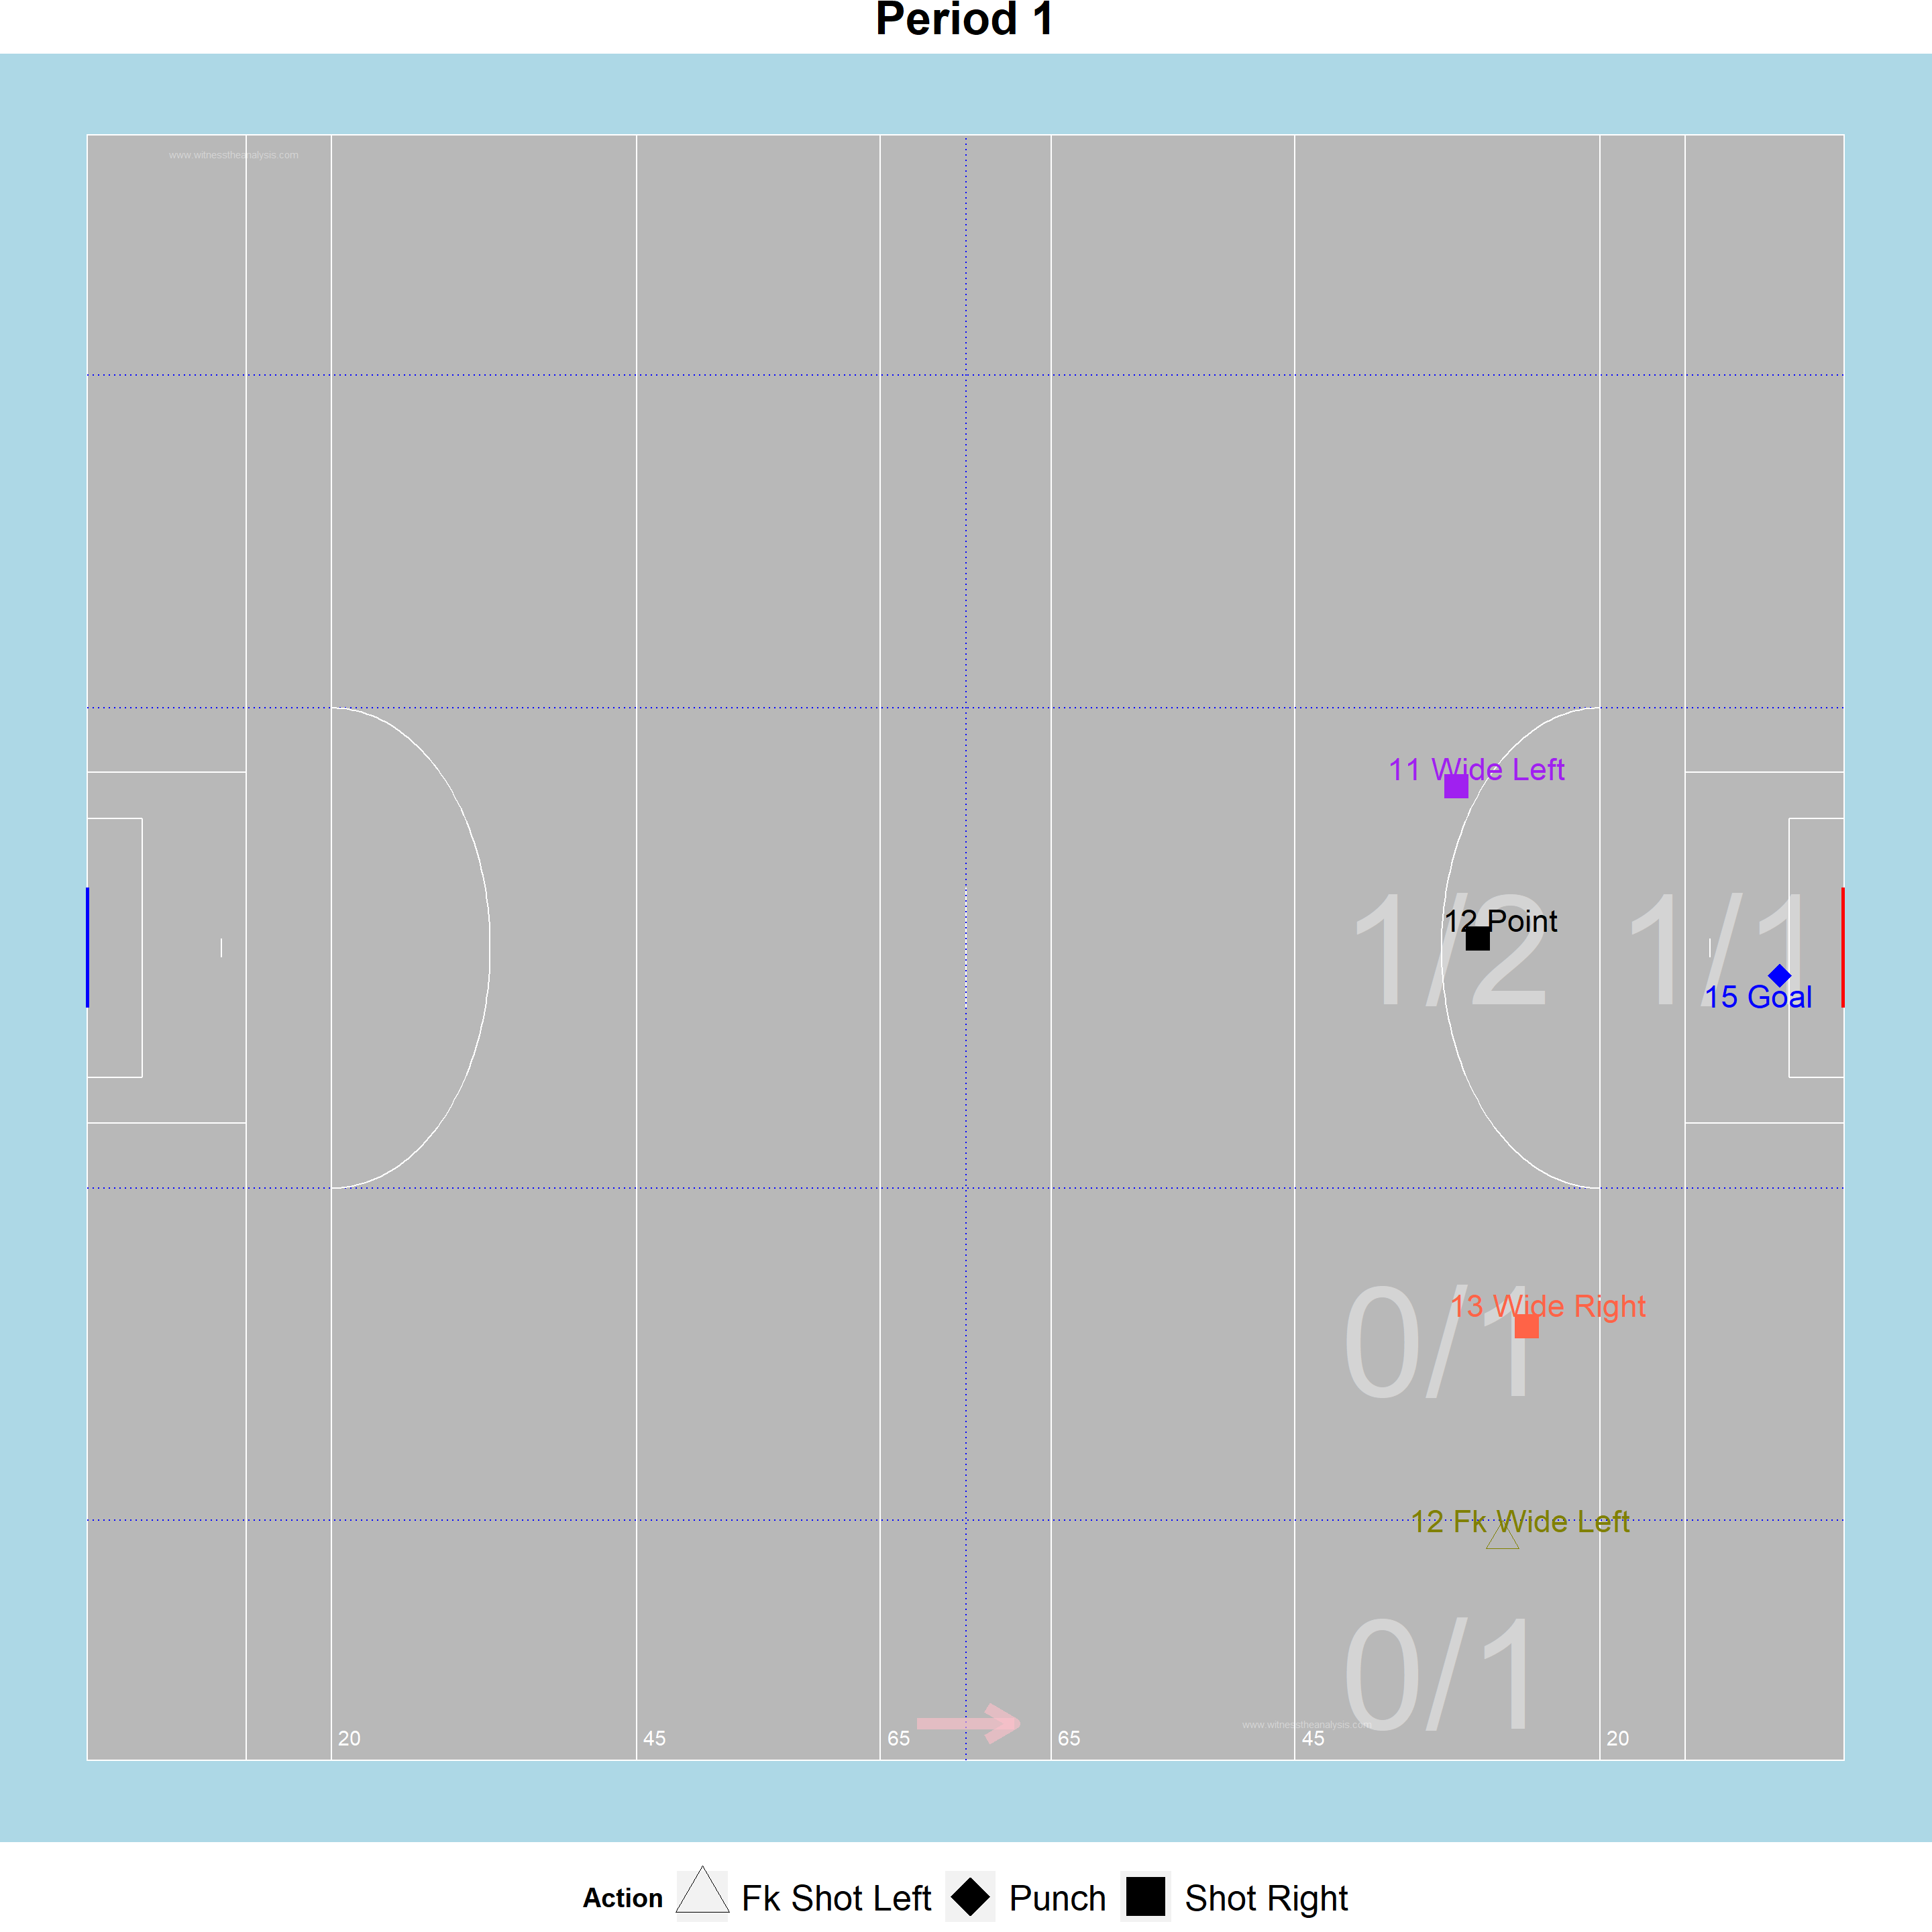 Period 1
www.witnesstheanalysis.com
11 Wide Left
1/2
1/1
12 Point
15 Goal
0/1
13 Wide Right
12 Fk Wide Left
0/1
www.witnesstheanalysis.com
20
45
65
65
45
20
Action
Fk Shot Left
Punch
Shot Right